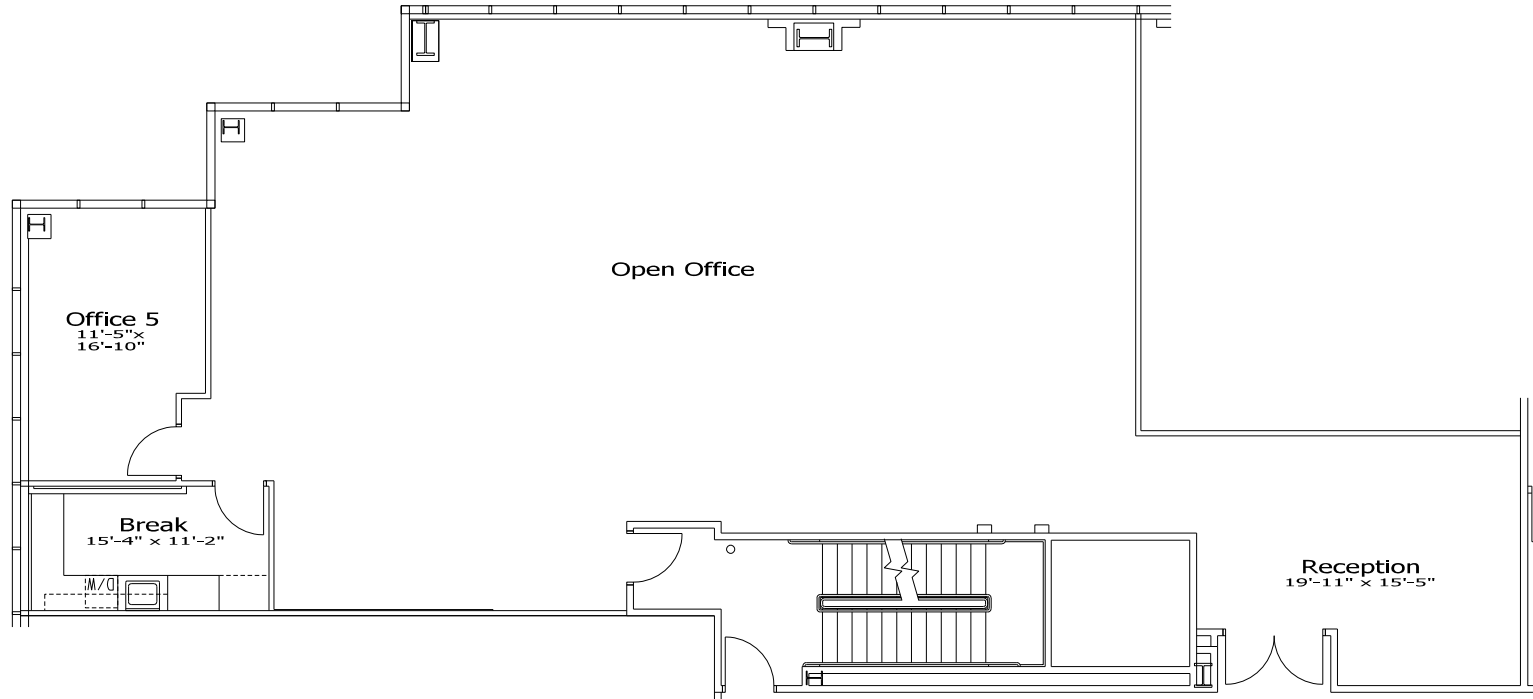 Open Office
Office 5
11'-5"x
16'-10"
Break
15'-4" x 11'-2"
D/W
Reception
19'-11" x 15'-5"